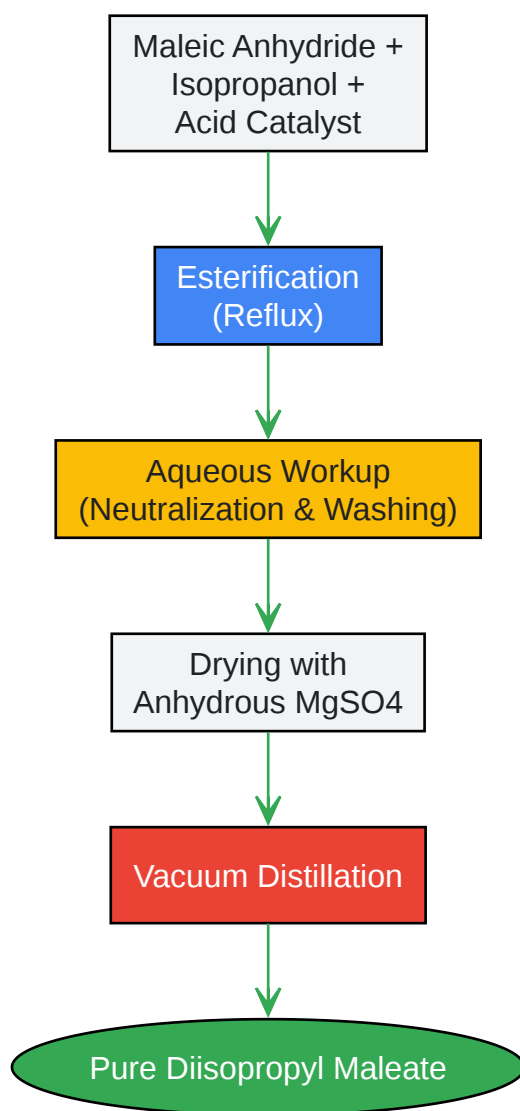 Maleic Anhydride +
Isopropanol +
Acid Catalyst
Esterification
(Reflux)
Aqueous Workup
(Neutralization & Washing)
Drying with
Anhydrous MgSO4
Vacuum Distillation
Pure Diisopropyl Maleate